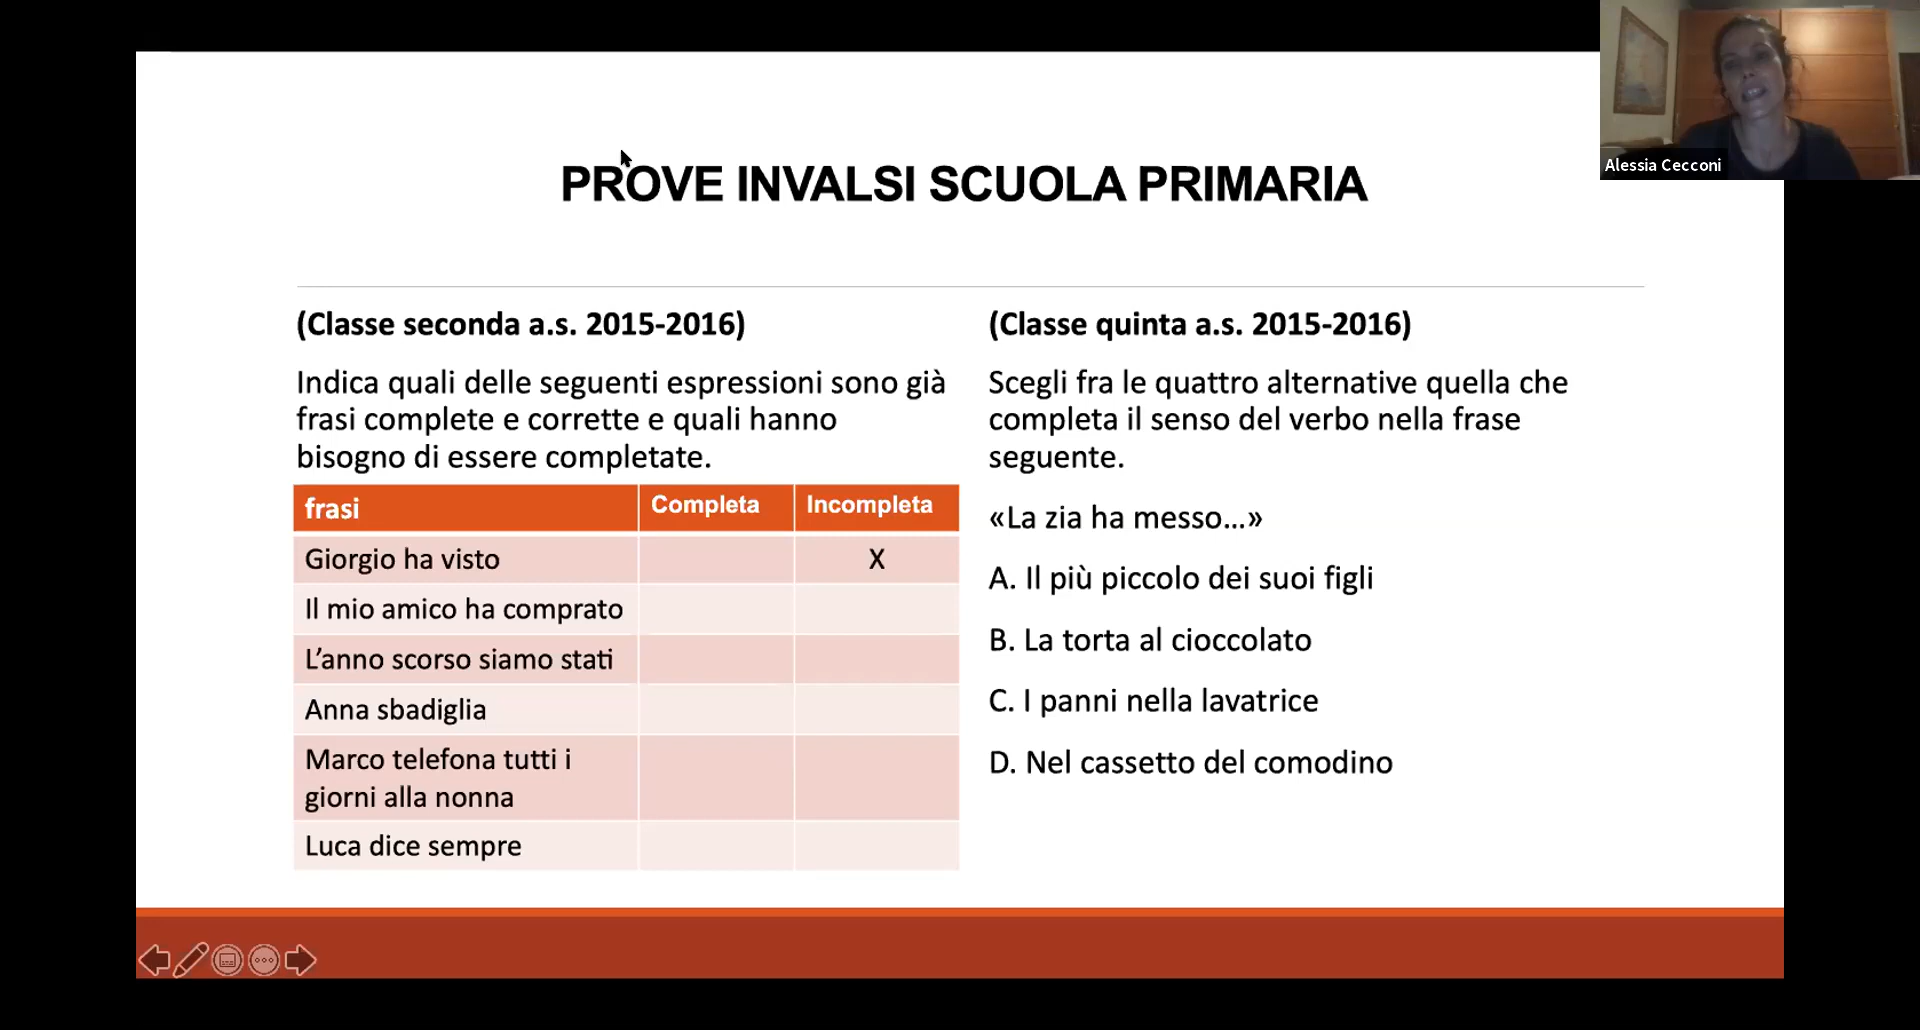 Alessia Cecconi
PROVE INVALSI SCUOLA PRIMARIA
(Classe seconda a.s. 2015-2016)
Indica quali delle seguenti espressioni sono già
frasi complete e corrette e quali hanno
bisogno di essere completate.
frasi Completa Incompleta
Giorgio ha visto X
Il mio amico ha comprato
L’anno scorso siamo stati
Anna sbadiglia
Marco telefona tutti i
giorni alla nonna
Luca dice sempre
(Classe quinta a.s. 2015-2016)
Scegli fra le quattro alternative quella che
completa il senso del verbo nella frase
seguente.
«La zia ha messo…»
A. Il più piccolo dei suoi figli
B. La torta al cioccolato
C. I panni nella lavatrice
D. Nel cassetto del comodino